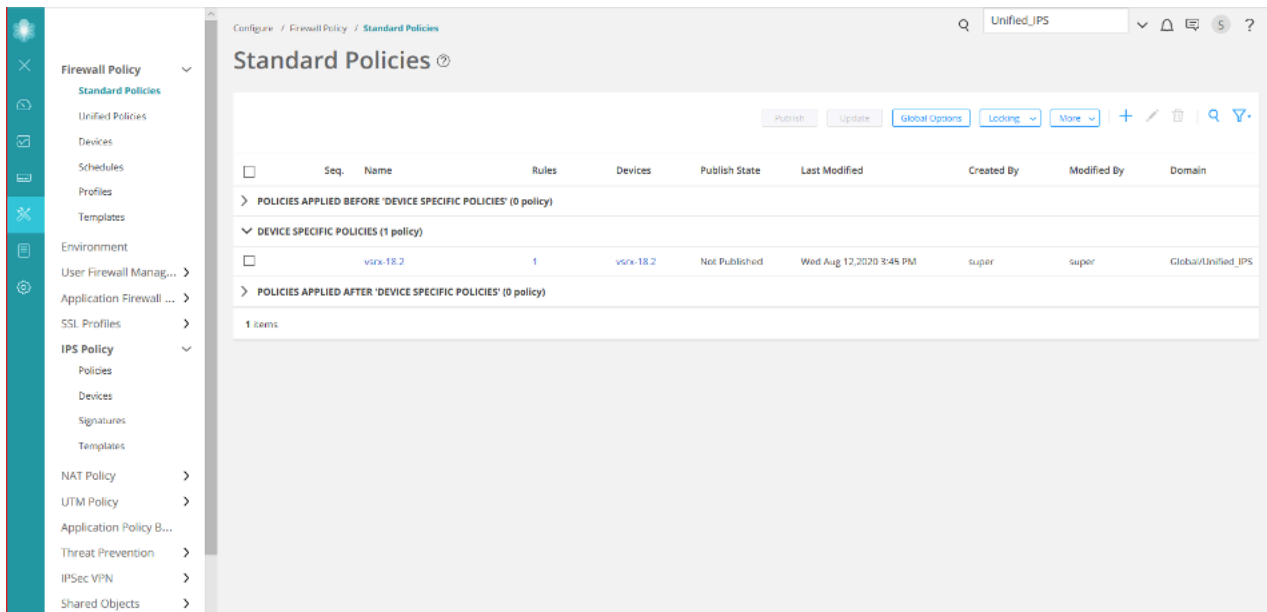 Configure / Firewall Policy / Standard Policies
Unified_IPS
S ?
Standard Policies ?
Firewall Policy
Standard Policies
Unified Policies
Devices
Schedules
Profiles
Templates
Environment
User Firewall Manag...
Application Firewall ...
SSL Profiles
IPS Policy
Policies
Devices
Signatures
Templates
NAT Policy
UTM Policy
Application Policy B...
Threat Prevention
IPSec VPN
Shared Objects
Publish Update Global Options Locking More
Seq. Name Rules Devices Publish State Last Modified Created By Modified By Domain
POLICIES APPLIED BEFORE 'DEVICE SPECIFIC POLICIES' (0 policy)
DEVICE SPECIFIC POLICIES (1 policy)
vsrx-18.2 1 vsrx-18.2 Not Published Wed Aug 12,2020 3:45 PM super super Global/Unified_IPS
POLICIES APPLIED AFTER 'DEVICE SPECIFIC POLICIES' (0 policy)
1 items